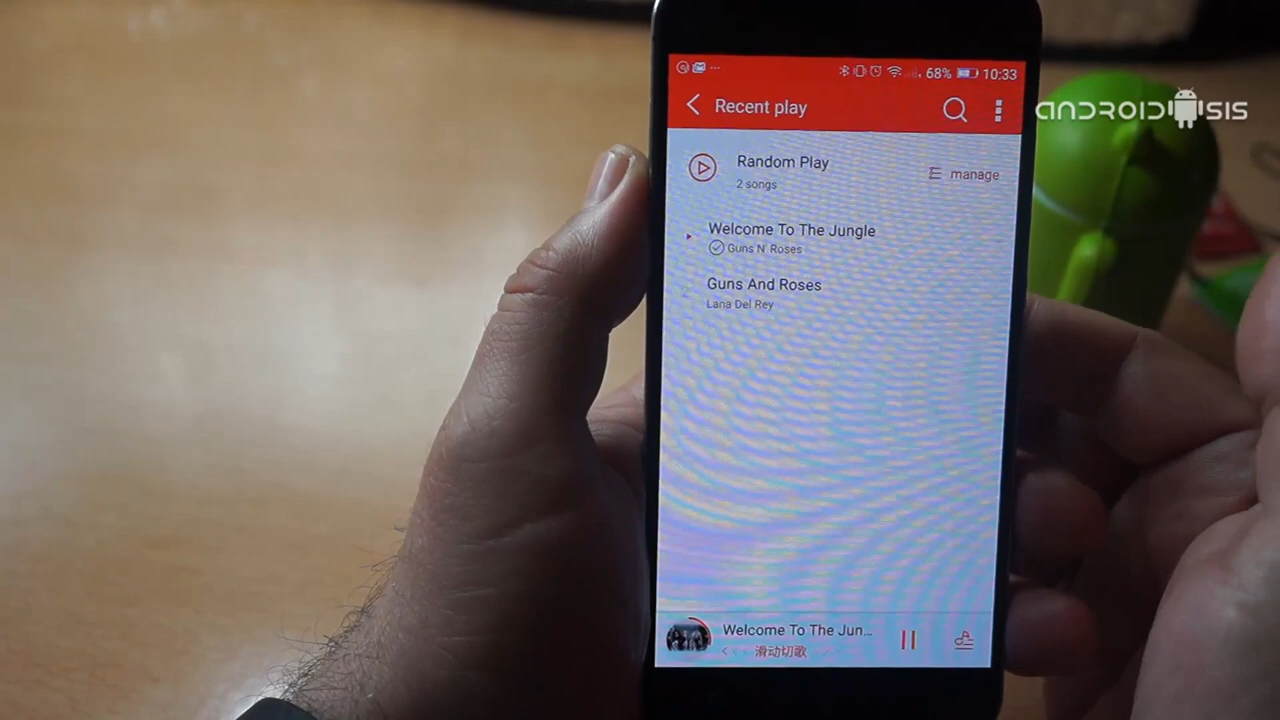 68% 10:33
Recent play
ANDROIDSIS
Random Play
2 songs
manage
Welcome To The Jungle
Guns N' Roses
Guns And Roses
Lana Del Rey
Welcome To The Jun...
滑动切歌